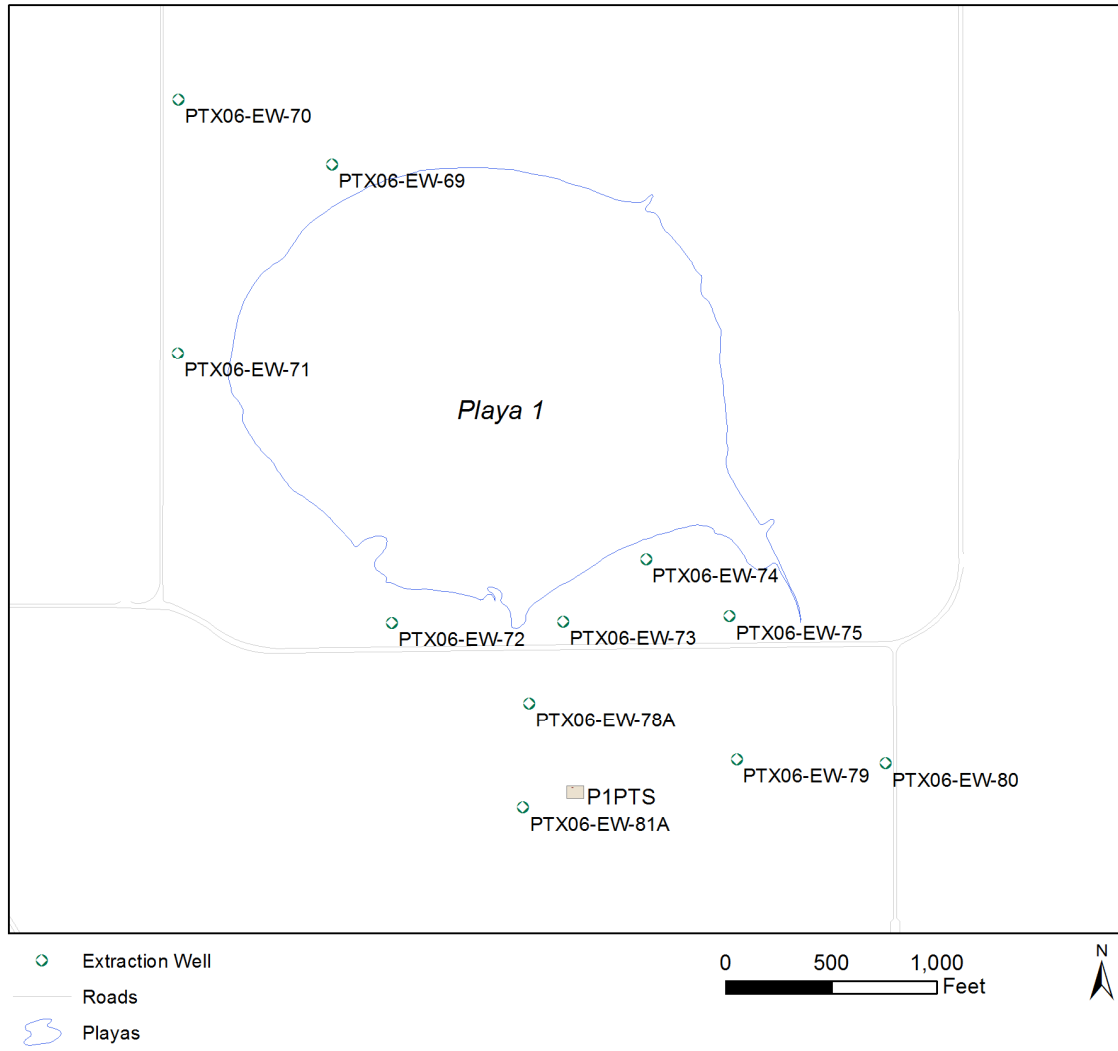 PTX06-EW-70
PTX06-EW-69
PTX06-EW-71
Playa 1
PTX06-EW-74
PTX06-EW-72
PTX06-EW-73
PTX06-EW-75
PTX06-EW-78A
PTX06-EW-79
PTX06-EW-80
P1PTS
PTX06-EW-81A
Extraction Well
Roads
Playas
0 500 1,000
Feet
N